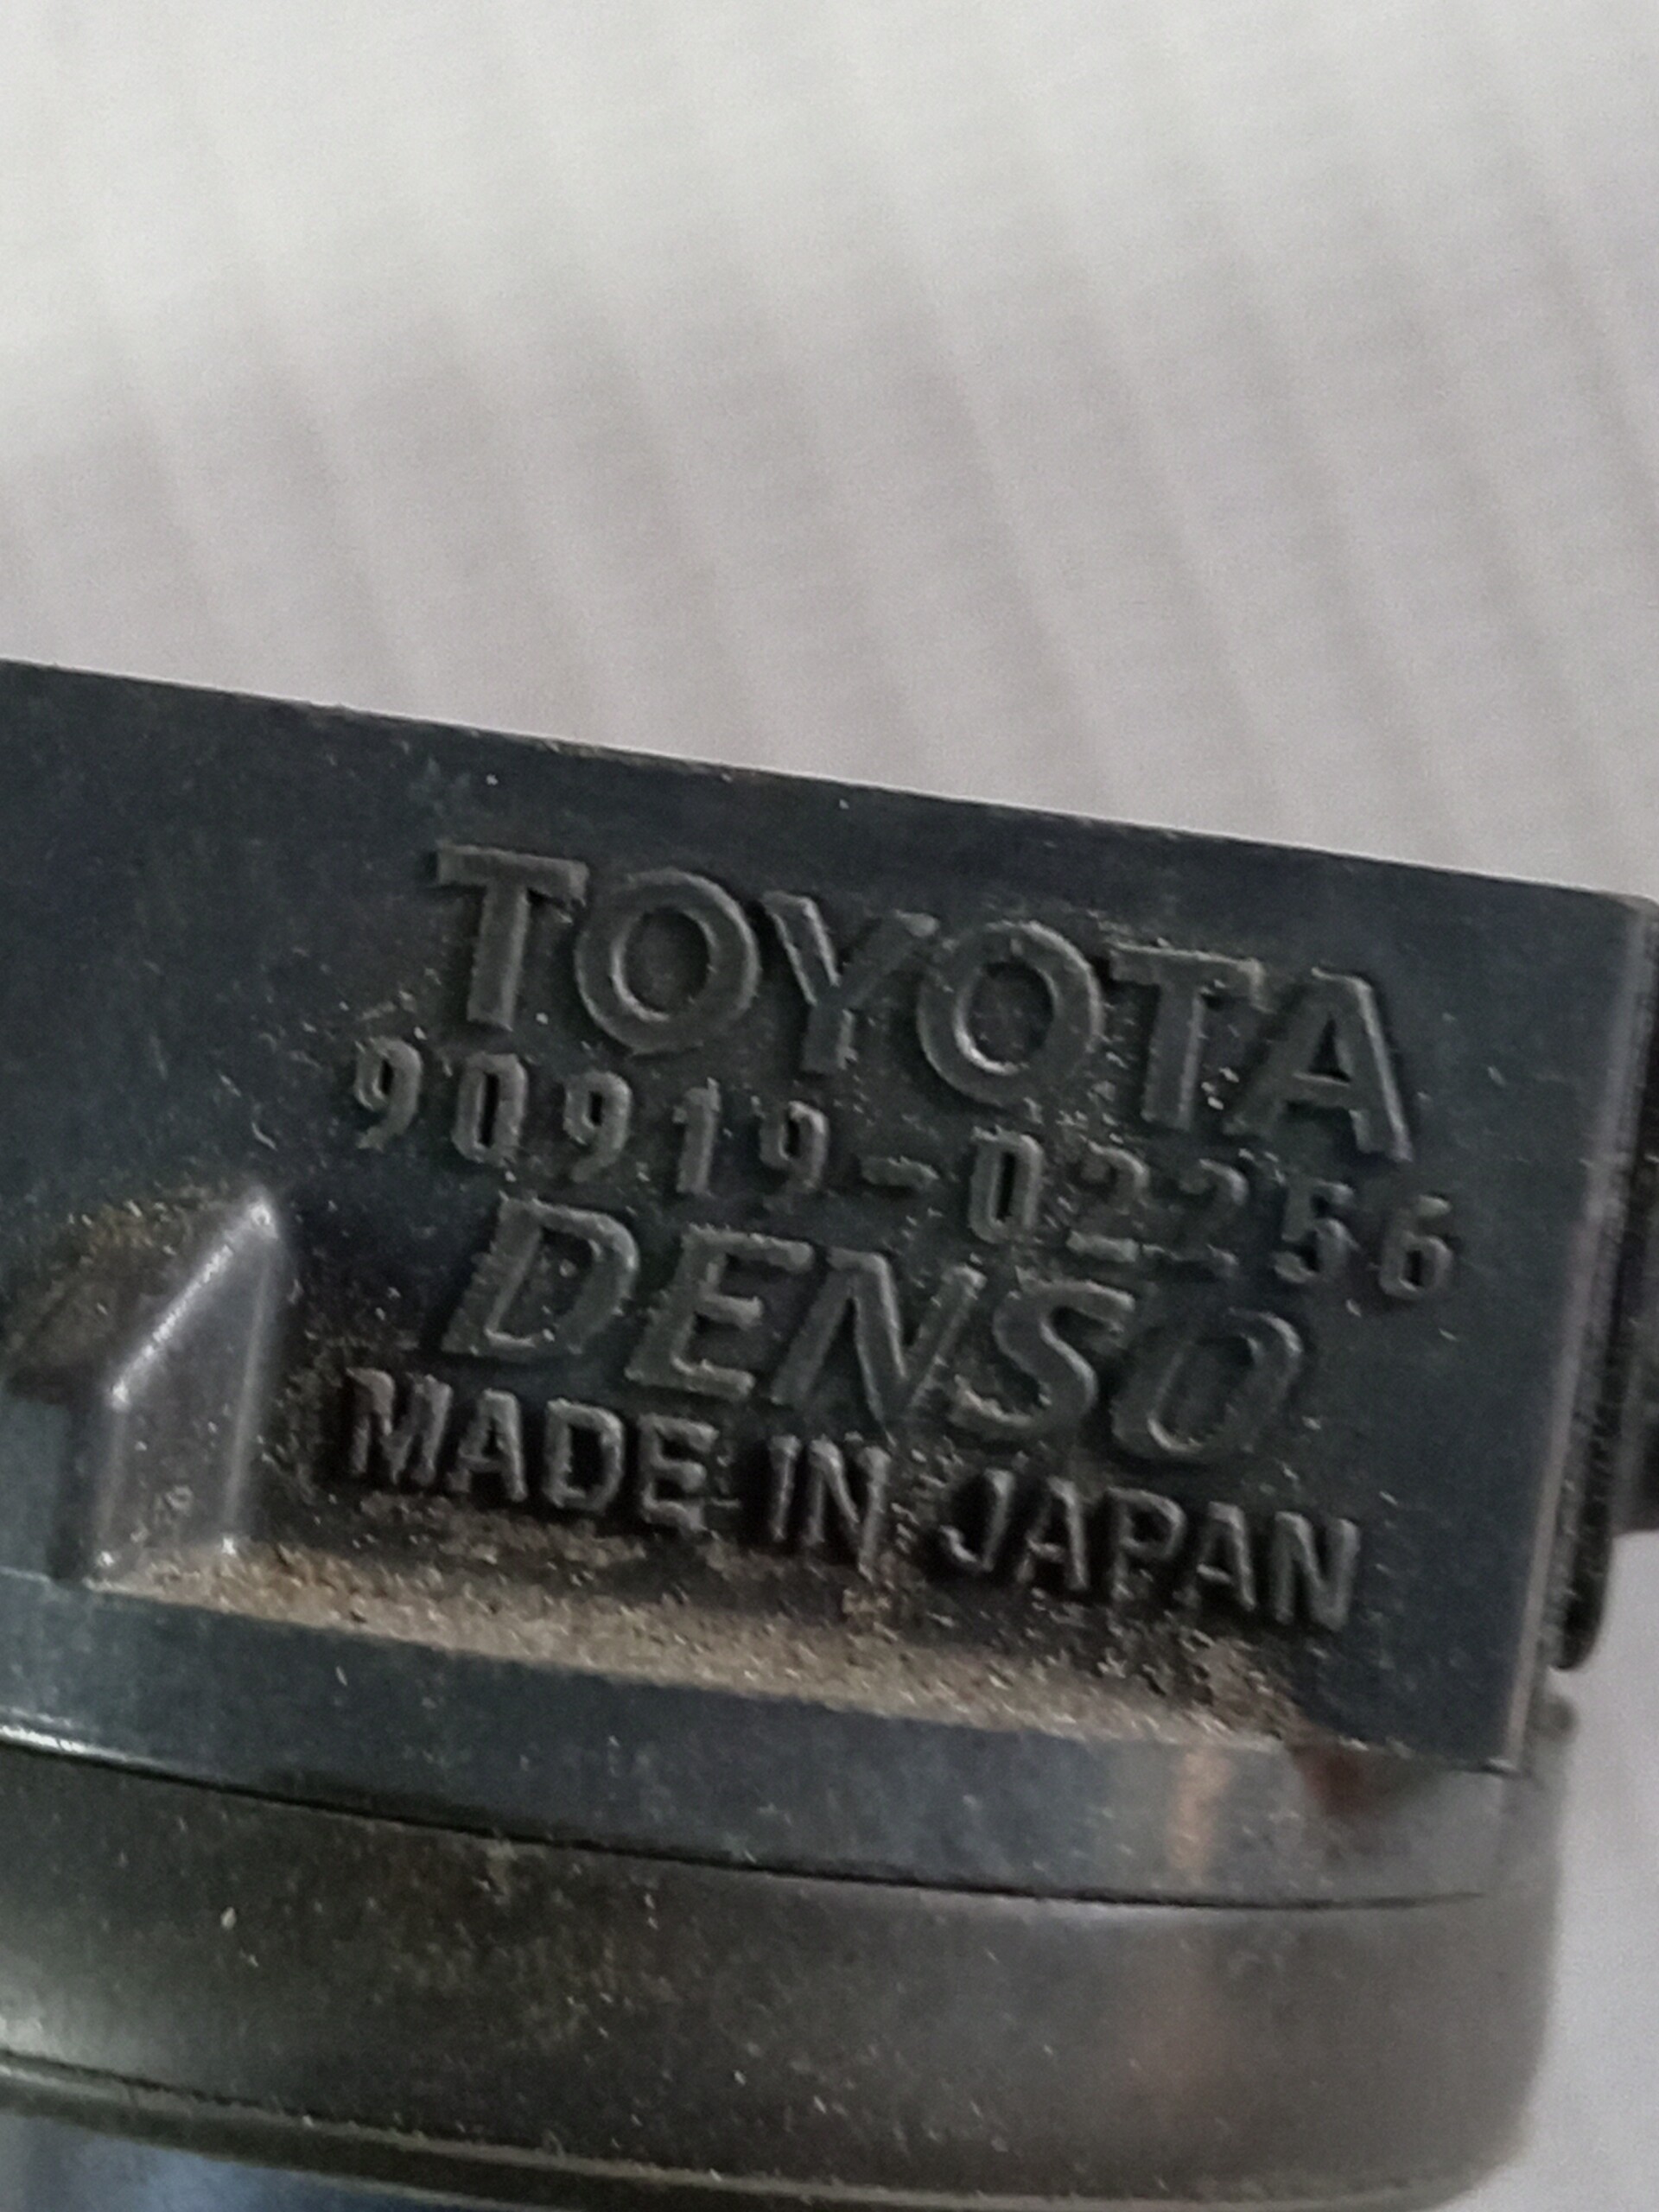 TOYOTA
90919-02256
DENSO
MADE IN JAPAN